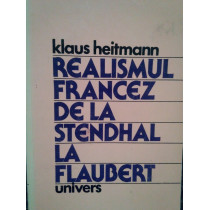 klaus heitmann
REALISMUL
FRANCEZ
DE LA
STENDHAL
LA
FLAUBERT
univers